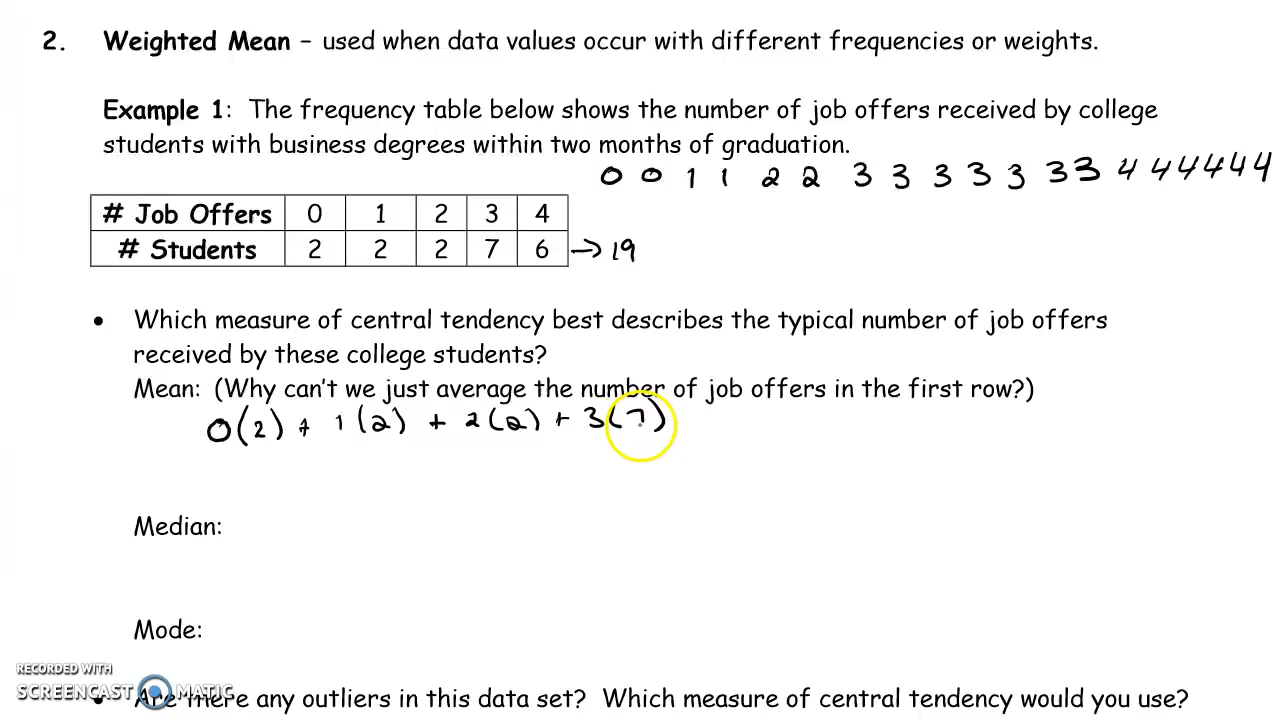 2. Weighted Mean – used when data values occur with different frequencies or weights.
Example 1: The frequency table below shows the number of job offers received by college
students with business degrees within two months of graduation.
0 0 1 1 2 2 3 3 3 3 3 3 3 4 4 4 4 4 4
# Job Offers 0 1 2 3 4
# Students 2 2 2 7 6 → 19
• Which measure of central tendency best describes the typical number of job offers
received by these college students?
Mean: (Why can't we just average the number of job offers in the first row?)
0(2) + 1(2) + 2(2) + 3(7)
Median:
Mode:
RECORDED WITH
SCREENCAST MATIC
• Are there any outliers in this data set? Which measure of central tendency would you use?